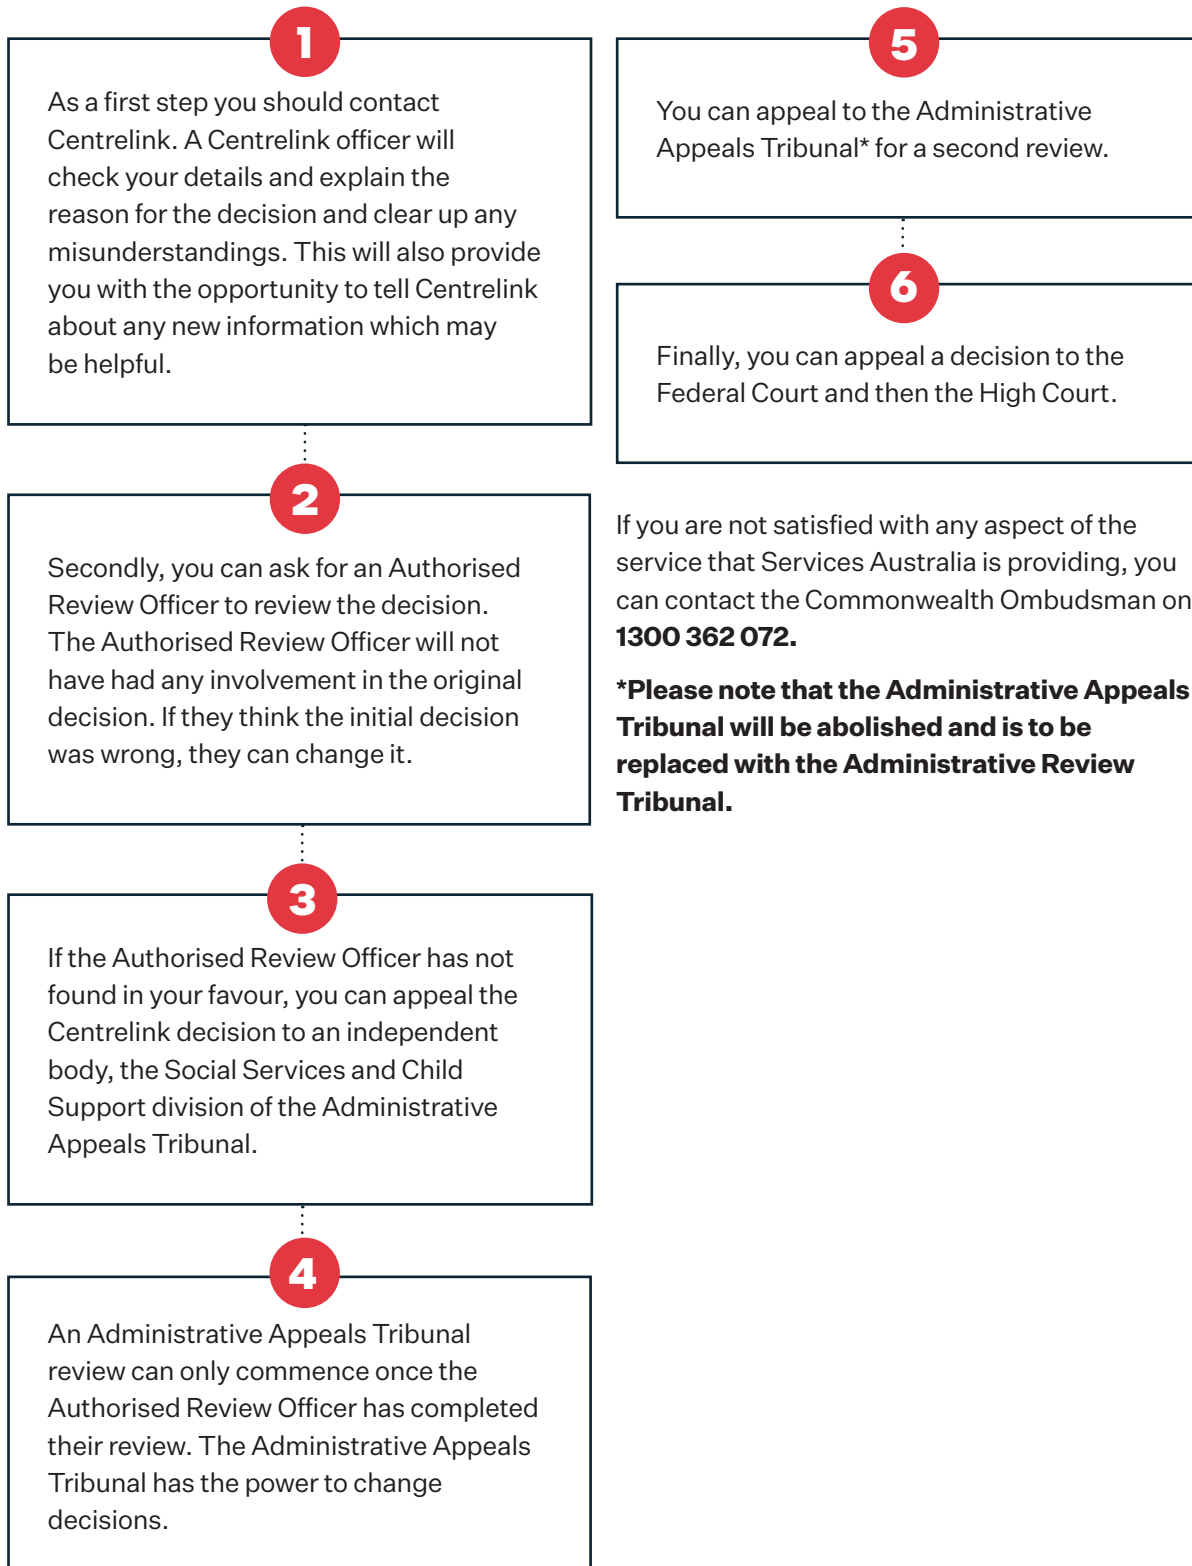 1
As a first step you should contact
Centrelink. A Centrelink officer will
check your details and explain the
reason for the decision and clear up any
misunderstandings. This will also provide
you with the opportunity to tell Centrelink
about any new information which may
be helpful.
2
Secondly, you can ask for an Authorised
Review Officer to review the decision.
The Authorised Review Officer will not
have had any involvement in the original
decision. If they think the initial decision
was wrong, they can change it.
3
If the Authorised Review Officer has not
found in your favour, you can appeal the
Centrelink decision to an independent
body, the Social Services and Child
Support division of the Administrative
Appeals Tribunal.
4
An Administrative Appeals Tribunal
review can only commence once the
Authorised Review Officer has completed
their review. The Administrative Appeals
Tribunal has the power to change
decisions.
5
You can appeal to the Administrative
Appeals Tribunal* for a second review.
6
Finally, you can appeal a decision to the
Federal Court and then the High Court.
If you are not satisfied with any aspect of the
service that Services Australia is providing, you
can contact the Commonwealth Ombudsman on
1300 362 072.
*Please note that the Administrative Appeals
Tribunal will be abolished and is to be
replaced with the Administrative Review
Tribunal.